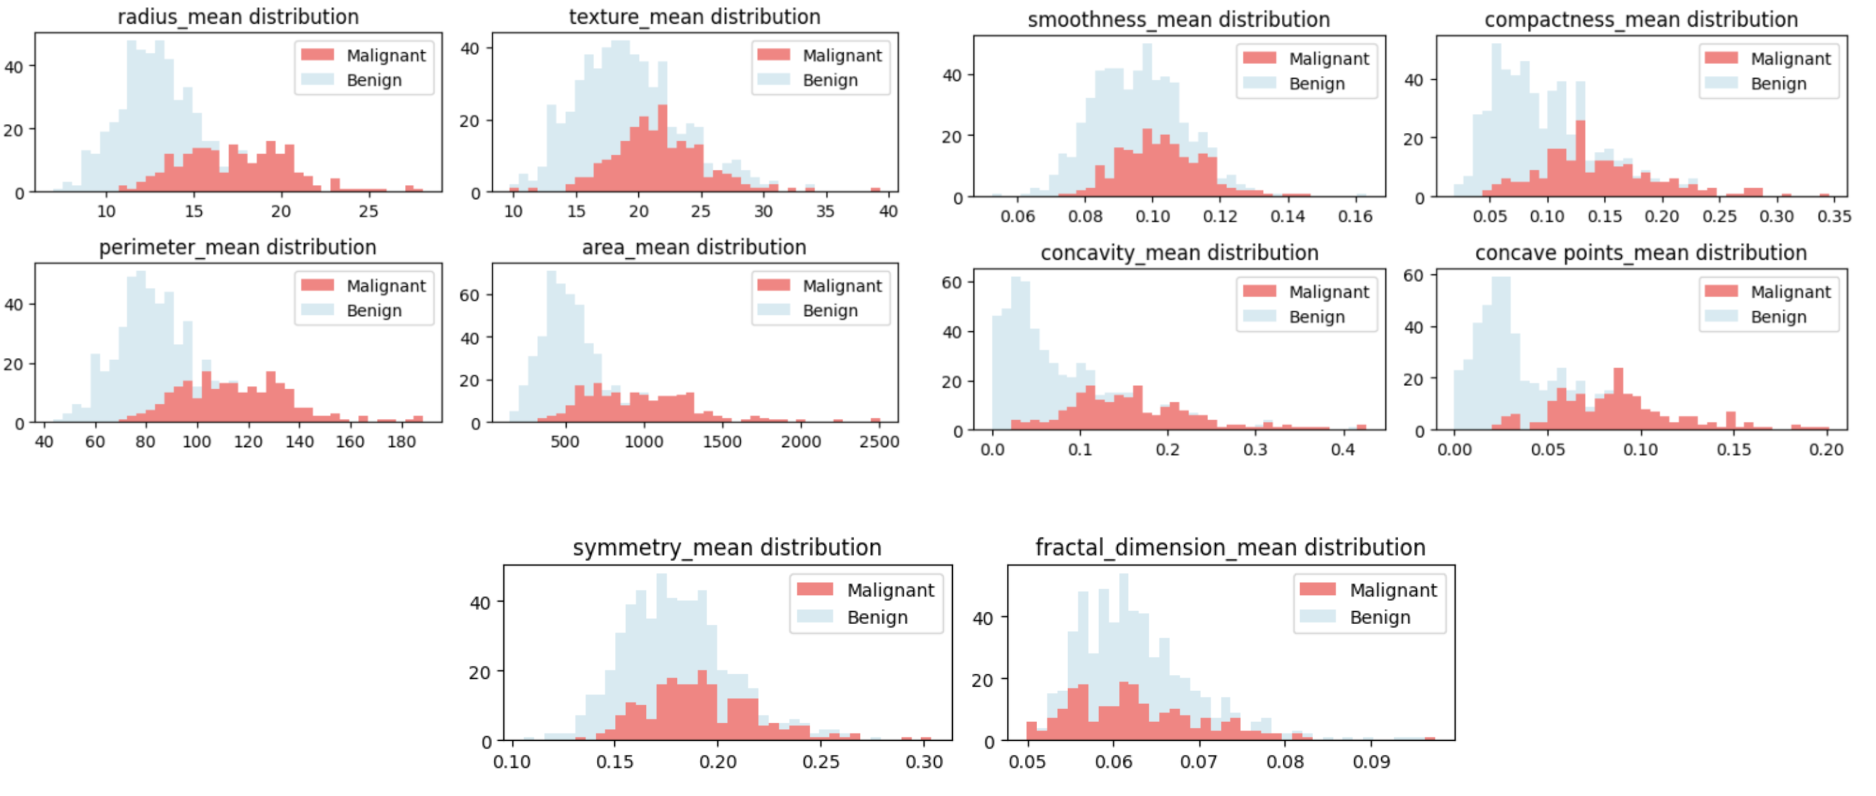 radius_mean distribution
Malignant
Benign
40
20
0
10 15 20 25
texture_mean distribution
Malignant
Benign
40
20
0
10 15 20 25 30 35 40
smoothness_mean distribution
Malignant
Benign
40
20
0
0.06 0.08 0.10 0.12 0.14 0.16
compactness_mean distribution
Malignant
Benign
40
20
0
0.05 0.10 0.15 0.20 0.25 0.30 0.35
perimeter_mean distribution
Malignant
Benign
40
20
0
40 60 80 100 120 140 160 180
area_mean distribution
Malignant
Benign
60
40
20
0
500 1000 1500 2000 2500
concavity_mean distribution
Malignant
Benign
60
40
20
0
0.0 0.1 0.2 0.3 0.4
concave points_mean distribution
Malignant
Benign
60
40
20
0
0.00 0.05 0.10 0.15 0.20
symmetry_mean distribution
Malignant
Benign
40
20
0
0.10 0.15 0.20 0.25 0.30
fractal_dimension_mean distribution
Malignant
Benign
40
20
0
0.05 0.06 0.07 0.08 0.09